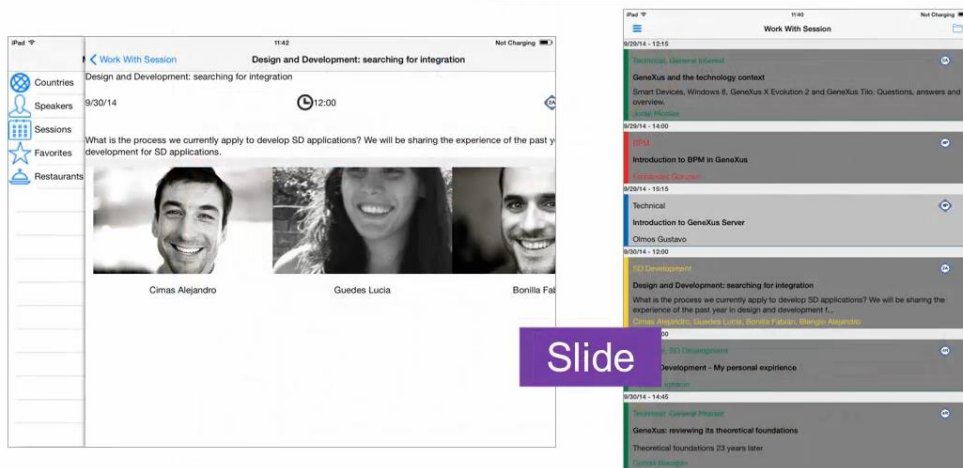 iPad
11:42
Not Charging
Work With Session
Design and Development: searching for integration
Countries
Speakers
Sessions
Favorites
Restaurants
Design and Development: searching for integration
9/30/14
12:00
What is the process we currently apply to develop SD applications? We will be sharing the experience of the past y
development for SD applications.
Cimas Alejandro
Guedes Lucia
Bonilla Fab
Slide
iPad
11:40
Not Charging
Work With Session
9/29/14 - 12:15
Technical, General Interest
GeneXus and the technology context
Smart Devices, Windows 8, GeneXus X Evolution 2 and GeneXus Tilo. Questions, answers and
overview.
9/29/14 - 14:00
BPM
Introduction to BPM in GeneXus
Fernández Gonzalo
9/29/14 - 15:15
Technical
Introduction to GeneXus Server
Olmos Gustavo
9/30/14 - 12:00
SD Development
Design and Development: searching for integration
What is the process we currently apply to develop SD applications? We will be sharing the
experience of the past year in design and development f...
Cimas Alejandro, Guedes Lucia, Bonilla Fabián, Blengio Alejandro
SD Development
Development - My personal expirience
Ignacio
9/30/14 - 14:45
GeneXus: reviewing its theoretical foundations
Theoretical foundations 23 years later